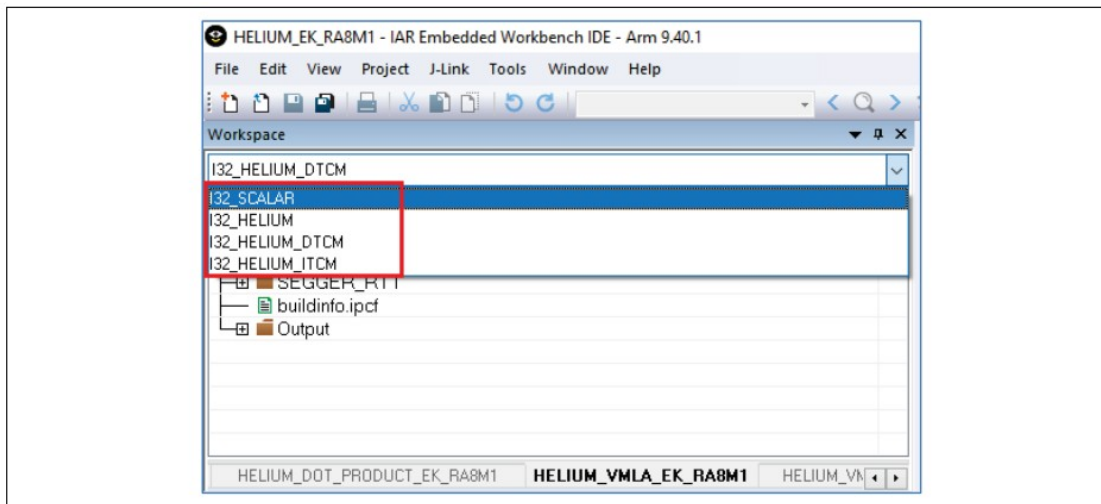 HELIUM_EK_RA8M1 - IAR Embedded Workbench IDE - Arm 9.40.1
File Edit View Project J-Link Tools Window Help
Workspace
I32_HELIUM_DTCM
I32_SCALAR
I32_HELIUM
I32_HELIUM_DTCM
I32_HELIUM_ITCM
SEGGER_RTT
buildinfo.ipcf
Output
HELIUM_DOT_PRODUCT_EK_RA8M1 HELIUM_VMLA_EK_RA8M1 HELIUM_VM